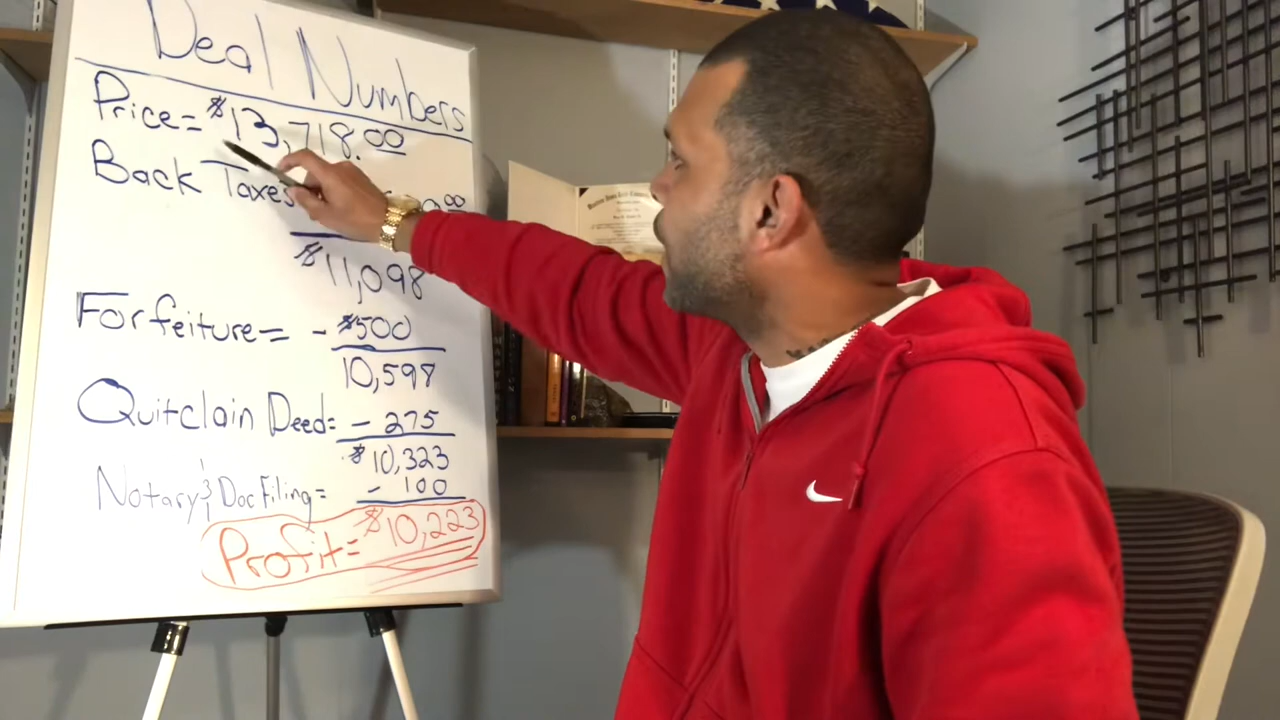 Deal Numbers
Price = $13,718.00
Back Taxes
$11,098
Forfeiture = - $500
10,598
Quitclain Deed = - 275
$10,323
Notary & Doc Filing = - 100
Profit = $10,223